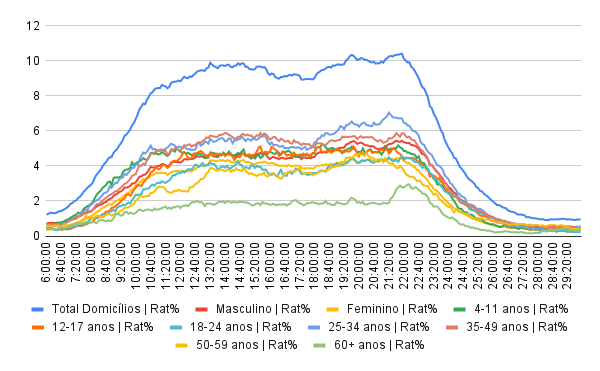 12
10
8
6
4
2
0
6:00:00 6:40:00 7:20:00 8:00:00 8:40:00 9:20:00 10:00:00 10:40:00 11:20:00 12:00:00 12:40:00 13:20:00 14:00:00 14:40:00 15:20:00 16:00:00 16:40:00 17:20:00 18:00:00 18:40:00 19:20:00 20:00:00 20:40:00 21:20:00 22:00:00 22:40:00 23:20:00 24:00:00 24:40:00 25:20:00 26:00:00 26:40:00 27:20:00 28:00:00 28:40:00 29:20:00
Total Domicílios | Rat% Masculino | Rat% Feminino | Rat% 4-11 anos | Rat%
12-17 anos | Rat% 18-24 anos | Rat% 25-34 anos | Rat% 35-49 anos | Rat%
50-59 anos | Rat% 60+ anos | Rat%